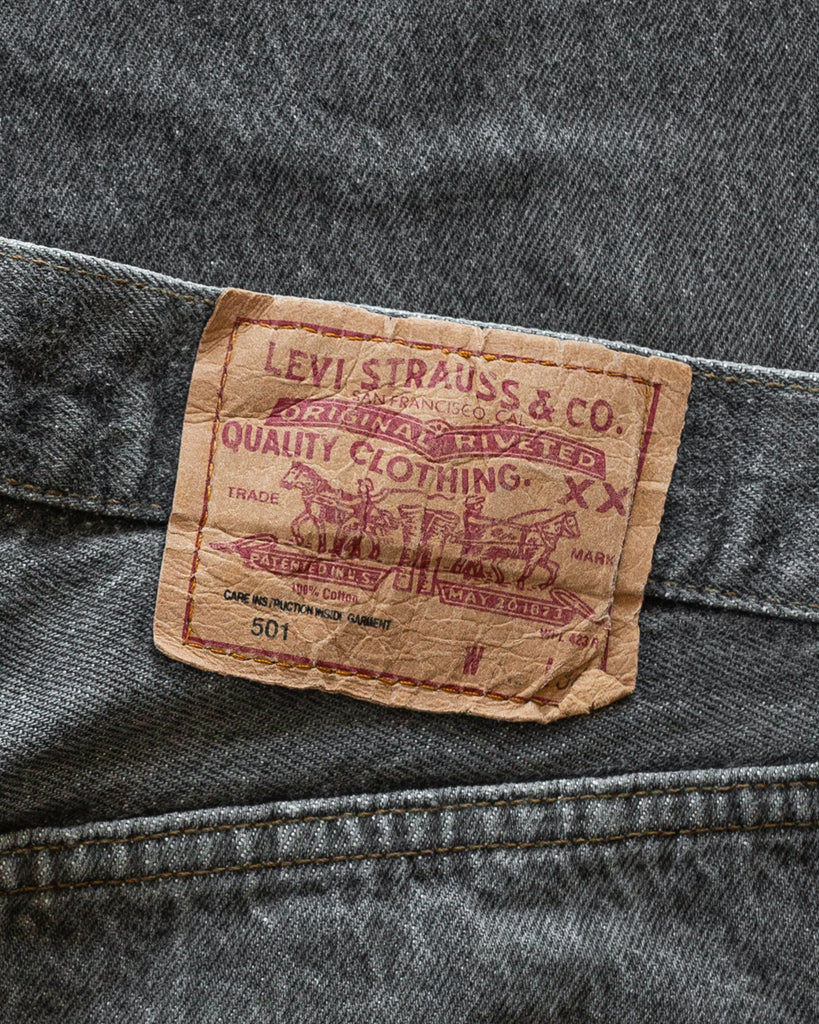 LEVI STRAUSS & CO.
SAN FRANCISCO, CAL.
ORIGINAL RIVETED
QUALITY CLOTHING.
XX
TRADE MARK
PATENTED IN U.S.
MAY 20 1873
100% Cotton
CARE INSTRUCTION INSIDE GARMENT
501
W